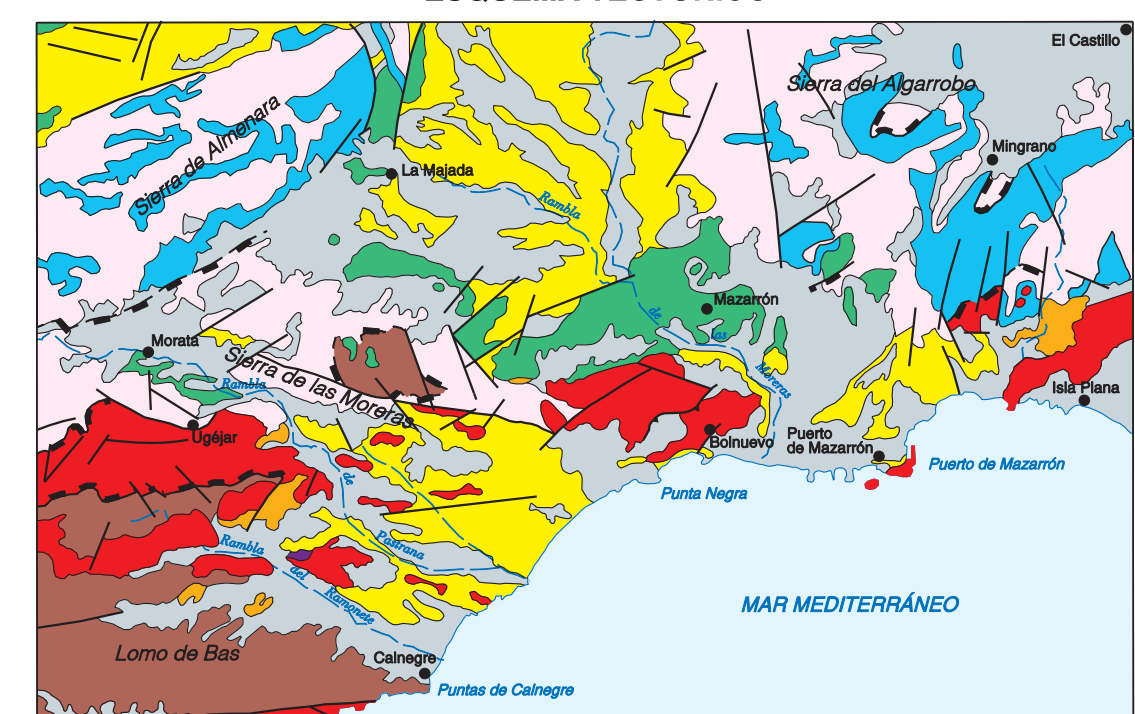 ESQUEMA TECTÓNICO
El Castillo
Sierra del Algarrobo
Mingrano
Sierra de Almenara
La Majada
Rambla
de
las
Moreras
Mazarrón
Morata
Sierra de las Moreras
Rambla
de
Pastrana
Ugéjar
Isla Plana
Bolnuevo
Puerto
de Mazarrón
Puerto de Mazarrón
Punta Negra
Rambla
del
Ramonete
MAR MEDITERRÁNEO
Lomo de Bas
Calnegre
Puntas de Calnegre